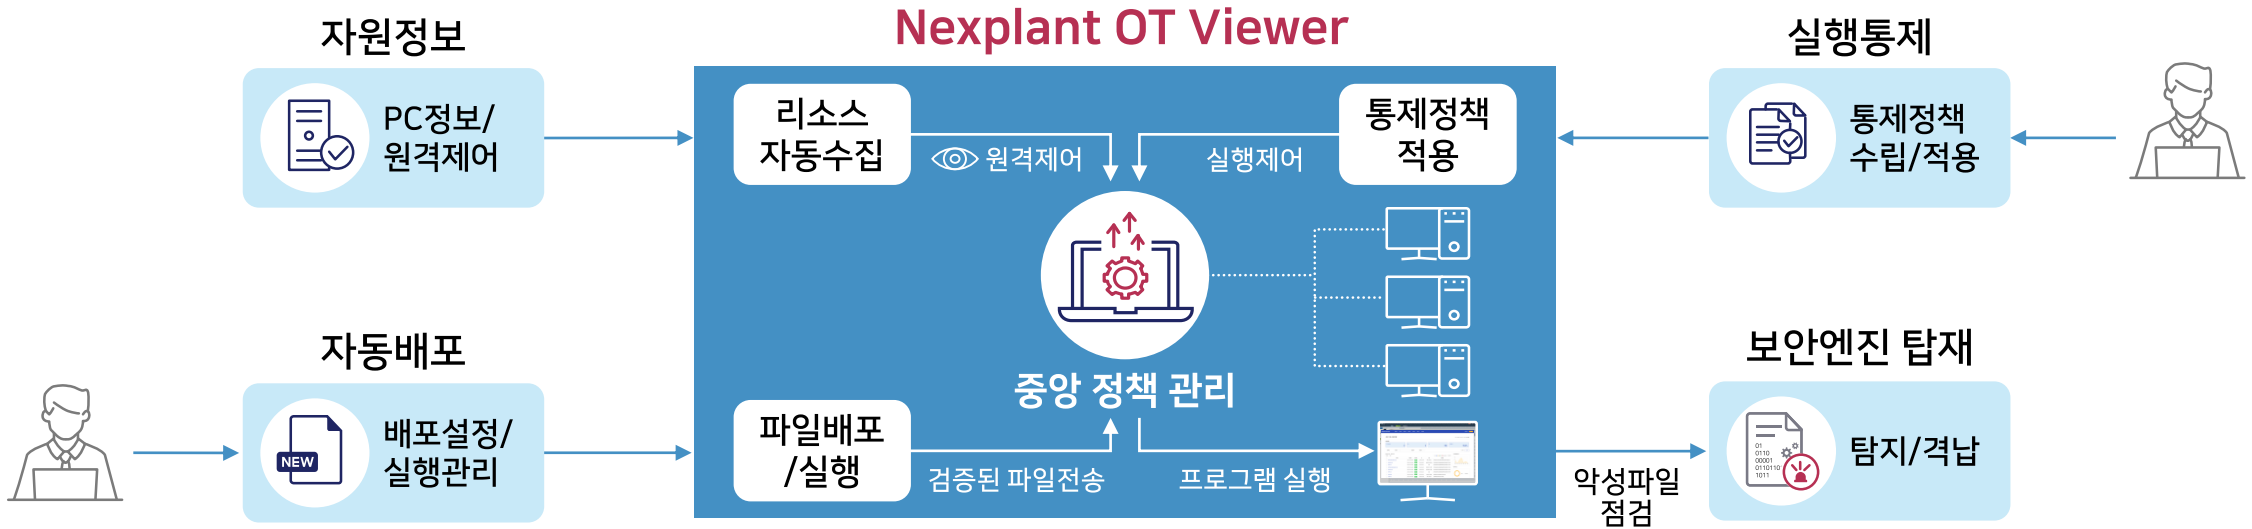 Nexplant OT Viewer
자원정보
PC정보/
원격제어
자동배포
NEW
배포설정/
실행관리
리소스
자동수집
원격제어
통제정책
적용
실행제어
중앙 정책 관리
파일배포
/실행
검증된 파일전송
프로그램 실행
실행통제
통제정책
수립/적용
악성파일
점검
보안엔진 탑재
01
0110
00001
0110110
1011
탐지/격납